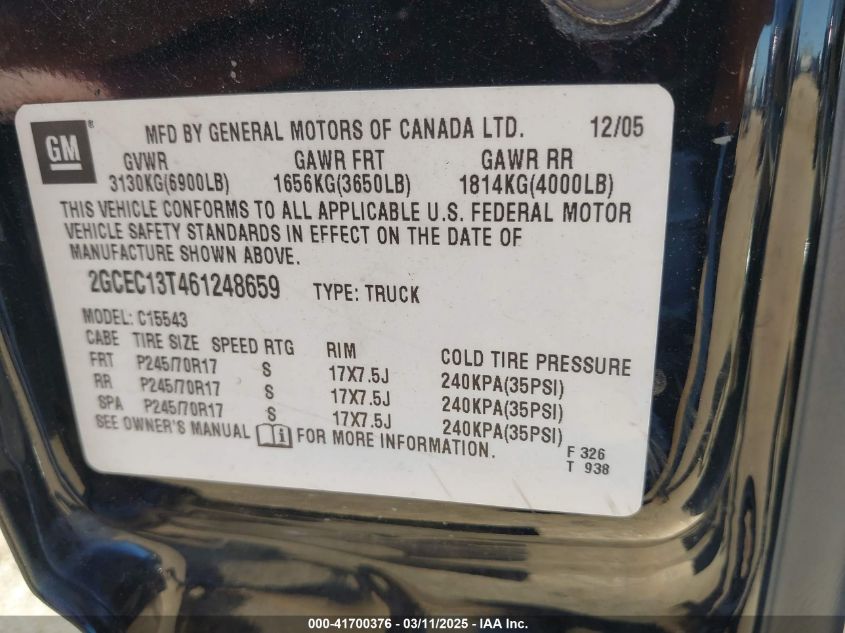 GM®
MFD BY GENERAL MOTORS OF CANADA LTD. 12/05
GVWR GAWR FRT GAWR RR
3130KG(6900LB) 1656KG(3650LB) 1814KG(4000LB)
THIS VEHICLE CONFORMS TO ALL APPLICABLE U.S. FEDERAL MOTOR
VEHICLE SAFETY STANDARDS IN EFFECT ON THE DATE OF
MANUFACTURE SHOWN ABOVE.
2GCEC13T461248659 TYPE: TRUCK
MODEL: C15543
CABE TIRE SIZE SPEED RTG RIM COLD TIRE PRESSURE
FRT P245/70R17 S 17X7.5J 240KPA(35PSI)
RR P245/70R17 S 17X7.5J 240KPA(35PSI)
SPA P245/70R17 S 17X7.5J 240KPA(35PSI)
SEE OWNER'S MANUAL i FOR MORE INFORMATION.
F 326
T 938
000-41700376 | 03/11/2025 | IAA Inc.